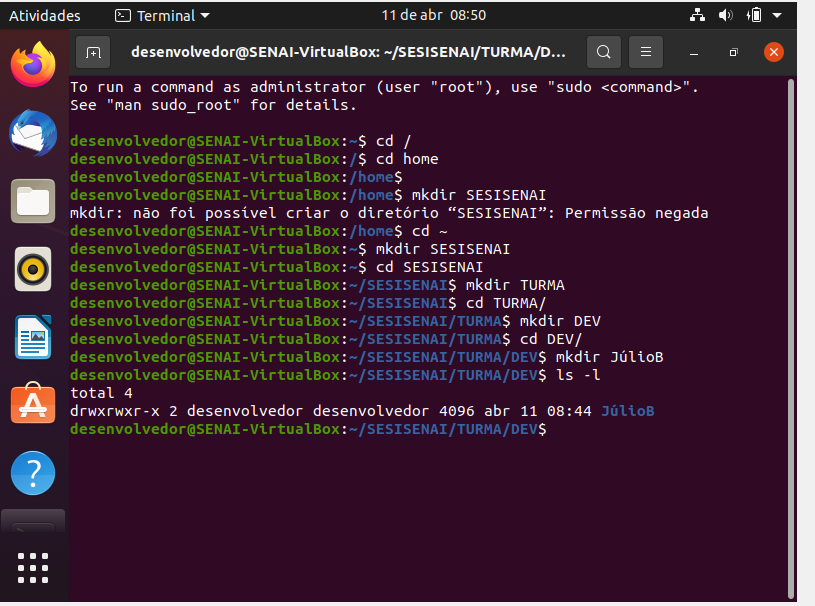 Atividades
Terminal
11 de abr 08:50
desenvolvedor@SENAI-VirtualBox: ~/SESISENAI/TURMA/D...
To run a command as administrator (user "root"), use "sudo <command>".
See "man sudo_root" for details.
desenvolvedor@SENAI-VirtualBox:~$ cd /
desenvolvedor@SENAI-VirtualBox:/$ cd home
desenvolvedor@SENAI-VirtualBox:/home$
desenvolvedor@SENAI-VirtualBox:/home$ mkdir SESISENAI
mkdir: não foi possível criar o diretório “SESISENAI”: Permissão negada
desenvolvedor@SENAI-VirtualBox:/home$ cd ~
desenvolvedor@SENAI-VirtualBox:~$ mkdir SESISENAI
desenvolvedor@SENAI-VirtualBox:~$ cd SESISENAI
desenvolvedor@SENAI-VirtualBox:~/SESISENAI$ mkdir TURMA
desenvolvedor@SENAI-VirtualBox:~/SESISENAI$ cd TURMA/
desenvolvedor@SENAI-VirtualBox:~/SESISENAI/TURMA$ mkdir DEV
desenvolvedor@SENAI-VirtualBox:~/SESISENAI/TURMA$ cd DEV/
desenvolvedor@SENAI-VirtualBox:~/SESISENAI/TURMA/DEV$ mkdir JúlioB
desenvolvedor@SENAI-VirtualBox:~/SESISENAI/TURMA/DEV$ ls -l
total 4
drwxrwxr-x 2 desenvolvedor desenvolvedor 4096 abr 11 08:44 JúlioB
desenvolvedor@SENAI-VirtualBox:~/SESISENAI/TURMA/DEV$